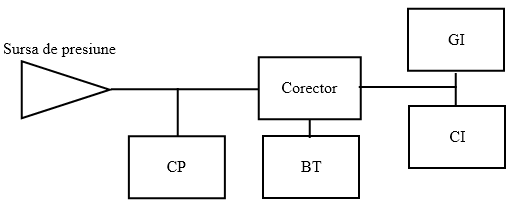 GI
Sursa de presiune
Corector
CP
BT
CI